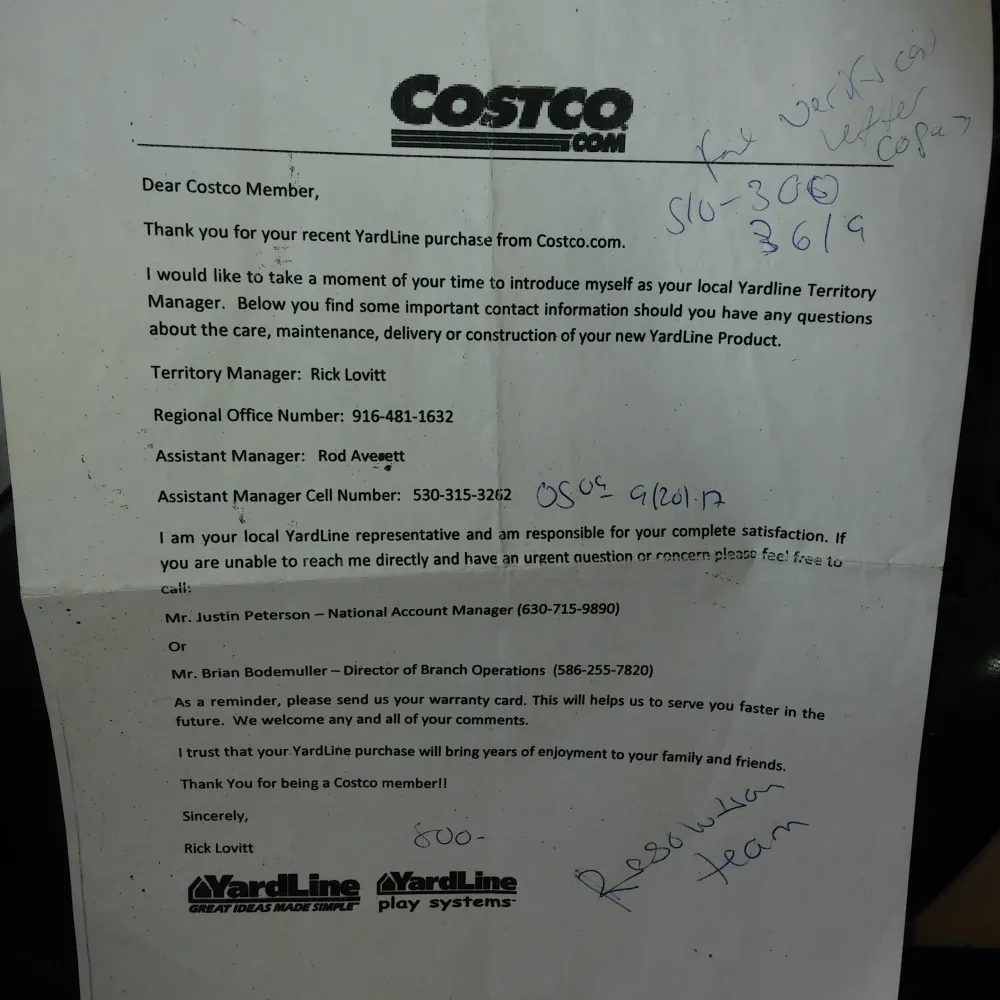 COSTCO
.COM
verification
letter
copy
510-300
3619
Dear Costco Member,
Thank you for your recent YardLine purchase from Costco.com.
I would like to take a moment of your time to introduce myself as your local Yardline Territory
Manager. Below you find some important contact information should you have any questions
about the care, maintenance, delivery or construction of your new YardLine Product.
Territory Manager: Rick Lovitt
Regional Office Number: 916-481-1632
Assistant Manager: Rod Averett
Assistant Manager Cell Number: 530-315-3262
I am your local YardLine representative and am responsible for your complete satisfaction. If
you are unable to reach me directly and have an urgent question or concern please feel free to
call:
Mr. Justin Peterson – National Account Manager (630-715-9890)
Or
Mr. Brian Bodemuller – Director of Branch Operations (586-255-7820)
As a reminder, please send us your warranty card. This will helps us to serve you faster in the
future. We welcome any and all of your comments.
I trust that your YardLine purchase will bring years of enjoyment to your family and friends.
Thank You for being a Costco member!!
Sincerely,
800-
Rick Lovitt
Resolution
team
YardLine YardLine
GREAT IDEAS MADE SIMPLE play systems